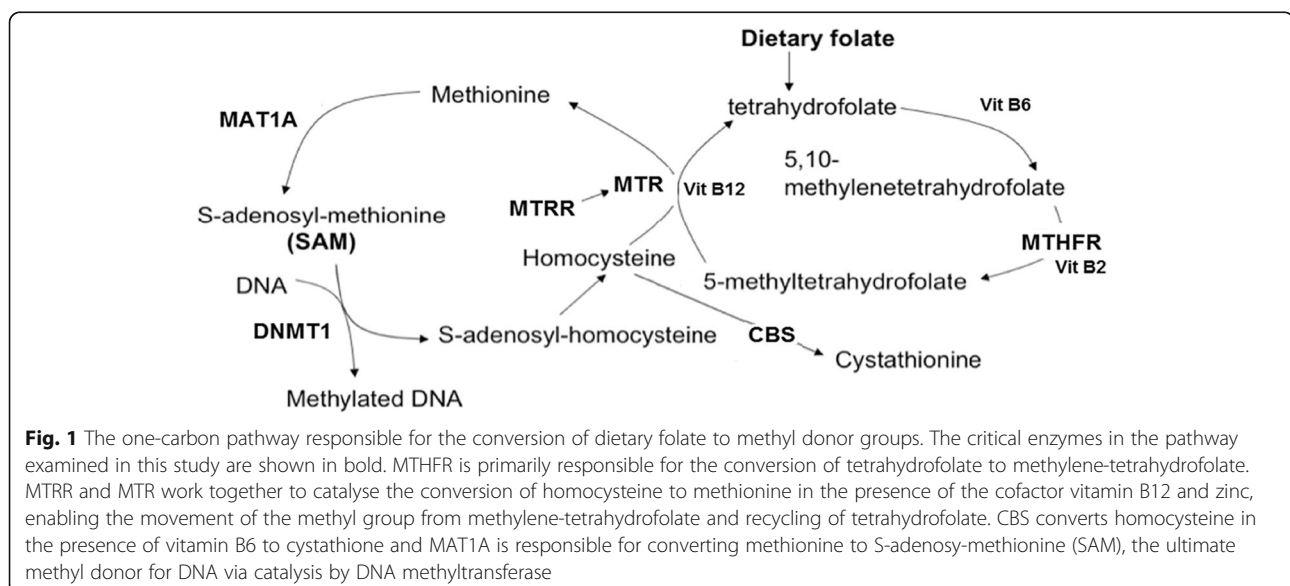 Dietary folate
Methionine
tetrahydrofolate
Vit B6
MAT1A
5,10-
methylenetetrahydrofolate
MTR
Vit B12
MTRR
S-adenosyl-methionine
(SAM)
MTHFR
Vit B2
Homocysteine
5-methyltetrahydrofolate
DNA
DNMT1
S-adenosyl-homocysteine
CBS
Cystathionine
Methylated DNA
Fig. 1 The one-carbon pathway responsible for the conversion of dietary folate to methyl donor groups. The critical enzymes in the pathway
examined in this study are shown in bold. MTHFR is primarily responsible for the conversion of tetrahydrofolate to methylene-tetrahydrofolate.
MTRR and MTR work together to catalyse the conversion of homocysteine to methionine in the presence of the cofactor vitamin B12 and zinc,
enabling the movement of the methyl group from methylene-tetrahydrofolate and recycling of tetrahydrofolate. CBS converts homocysteine in
the presence of vitamin B6 to cystathione and MAT1A is responsible for converting methionine to S-adenosy-methionine (SAM), the ultimate
methyl donor for DNA via catalysis by DNA methyltransferase